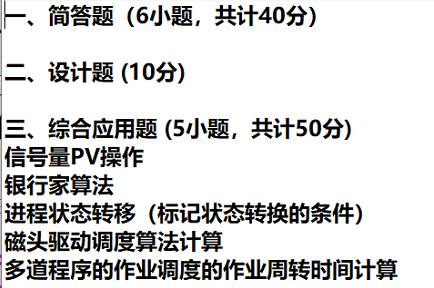 一、简答题（6小题，共计40分）
二、设计题 (10分)
三、综合应用题 (5小题，共计50分)
信号量PV操作
银行家算法
进程状态转移（标记状态转换的条件）
磁头驱动调度算法计算
多道程序的作业调度的作业周转时间计算